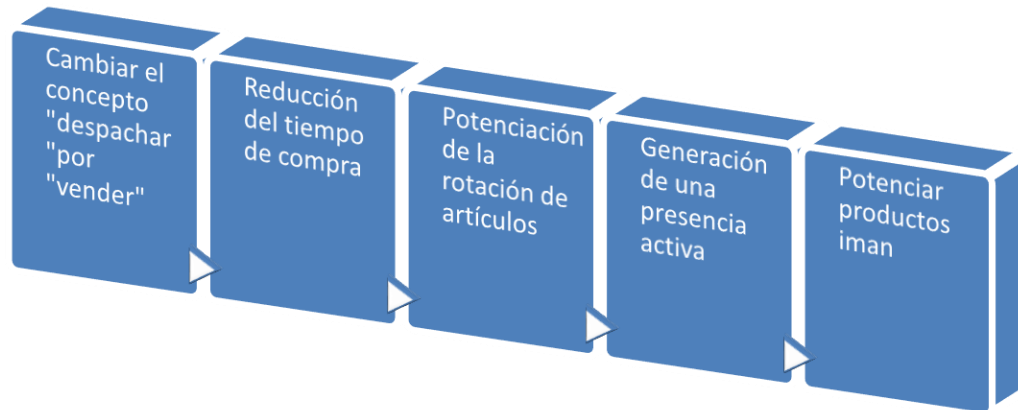 Cambiar el
concepto
"despachar
"por
"vender"
Reducción
del tiempo
de compra
Potenciación
de la
rotación de
artículos
Generación
de una
presencia
activa
Potenciar
productos
iman